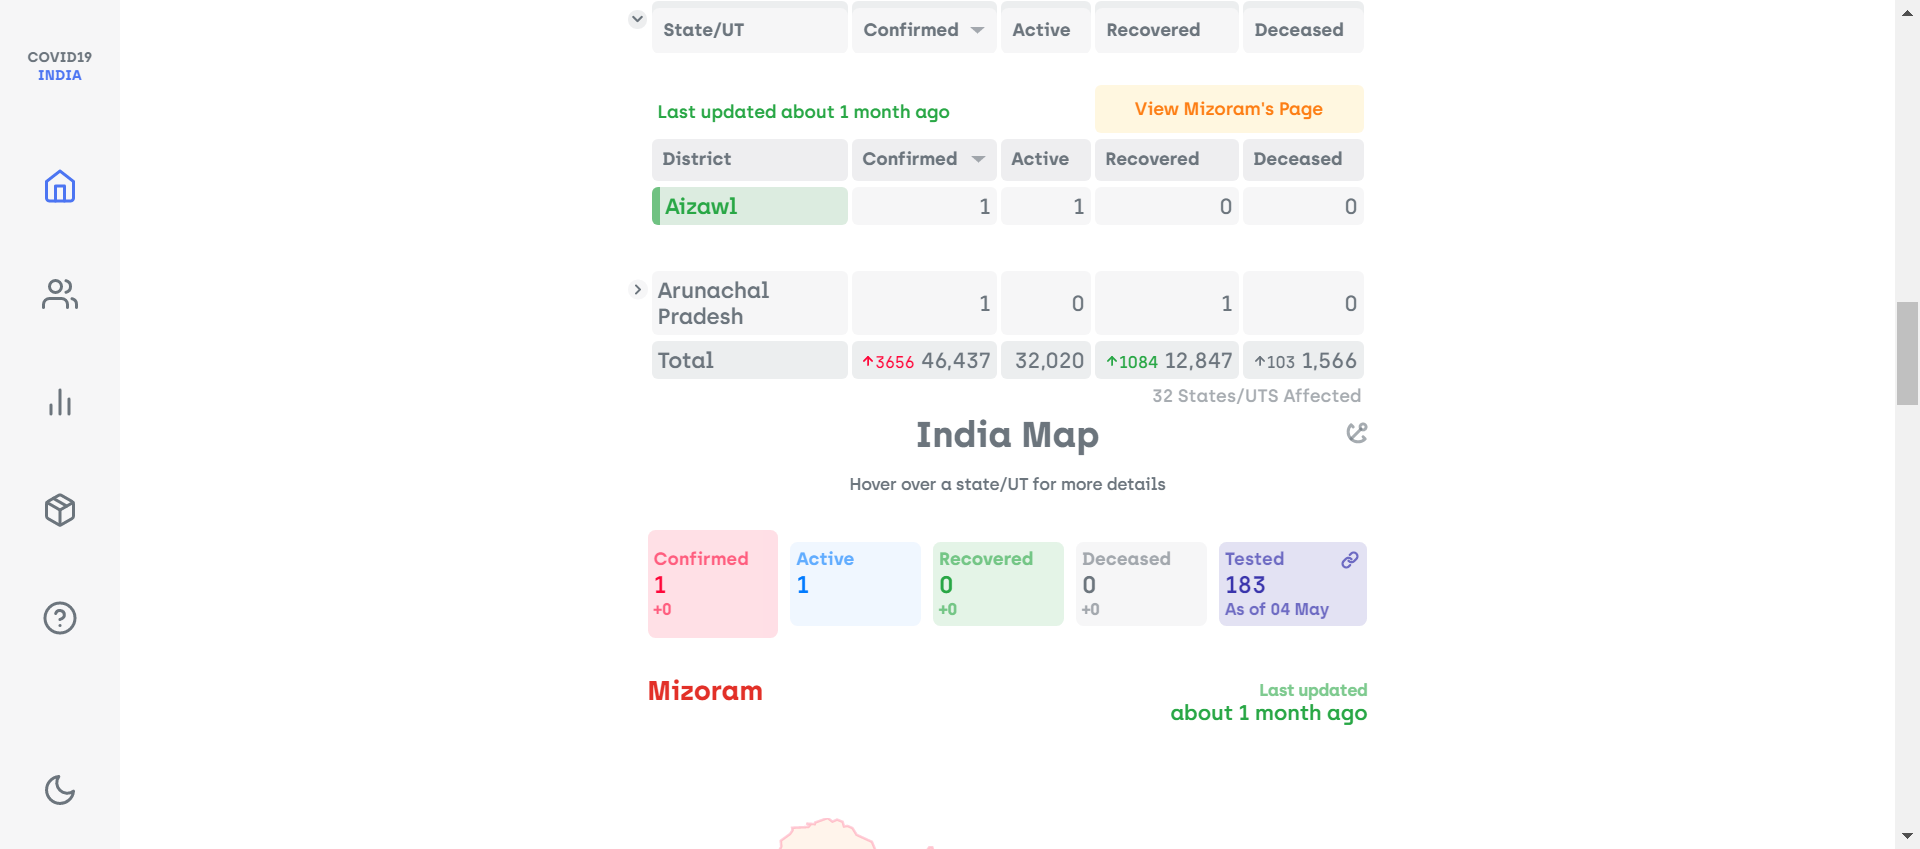 COVID19
INDIA
State/UT Confirmed Active Recovered Deceased
Last updated about 1 month ago
View Mizoram's Page
District Confirmed Active Recovered Deceased
Aizawl 1 1 0 0
Arunachal
Pradesh 1 0 1 0
Total ↑3656 46,437 32,020 ↑1084 12,847 ↑103 1,566
32 States/UTS Affected
India Map
Hover over a state/UT for more details
Confirmed
1
+0
Active
1
Recovered
0
+0
Deceased
0
+0
Tested
183
As of 04 May
Mizoram
Last updated
about 1 month ago